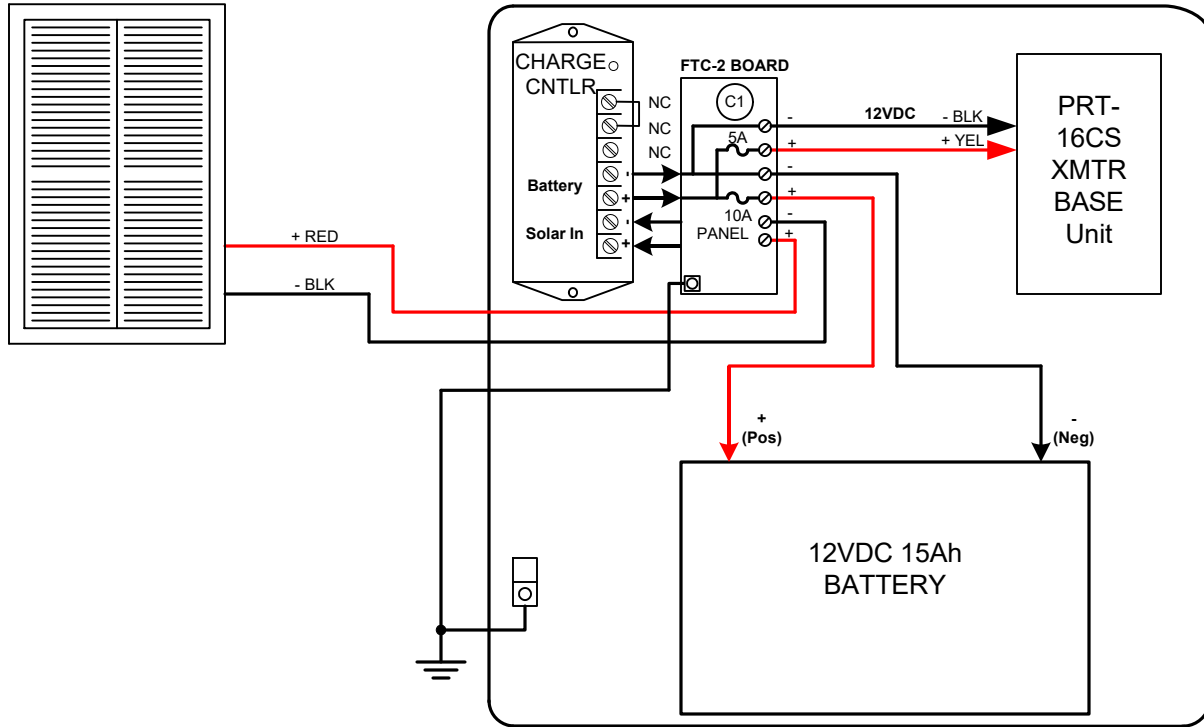 CHARGE
CNTLR
NC
NC
NC
Battery
-
+
Solar In
-
+
FTC-2 BOARD
C1
-
5A
+
-
+
10A
-
PANEL
+
12VDC
- BLK
+ YEL
PRT-
16CS
XMTR
BASE
Unit
+ RED
- BLK
+
(Pos)
-
(Neg)
12VDC 15Ah
BATTERY